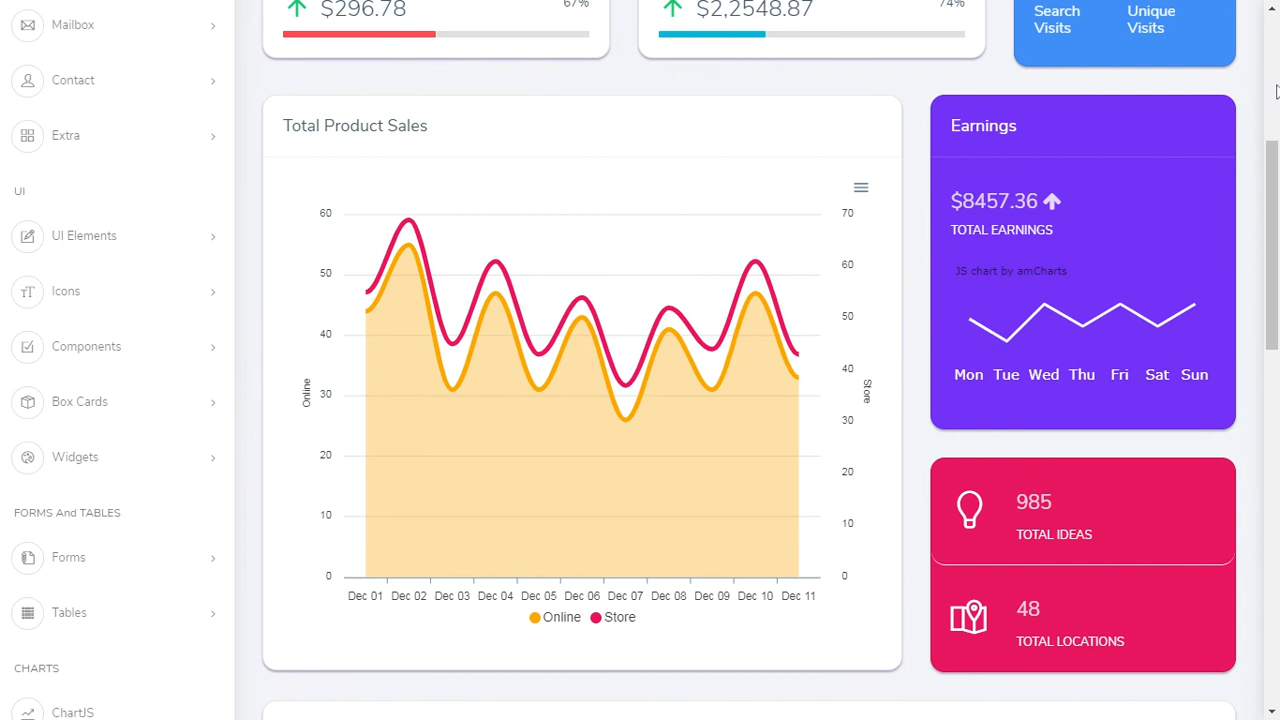 Mailbox
Contact
Extra
UI
UI Elements
Icons
Components
Box Cards
Widgets
FORMS And TABLES
Forms
Tables
CHARTS
ChartJS
$296.78
67%
$2,2548.87
74%
Search Visits
Unique Visits
Total Product Sales
60
50
40
30
20
10
0
Online
70
60
50
40
30
20
10
0
Store
Dec 01 Dec 02 Dec 03 Dec 04 Dec 05 Dec 06 Dec 07 Dec 08 Dec 09 Dec 10 Dec 11
Online Store
Earnings
$8457.36
TOTAL EARNINGS
JS chart by amCharts
Mon Tue Wed Thu Fri Sat Sun
985
TOTAL IDEAS
48
TOTAL LOCATIONS